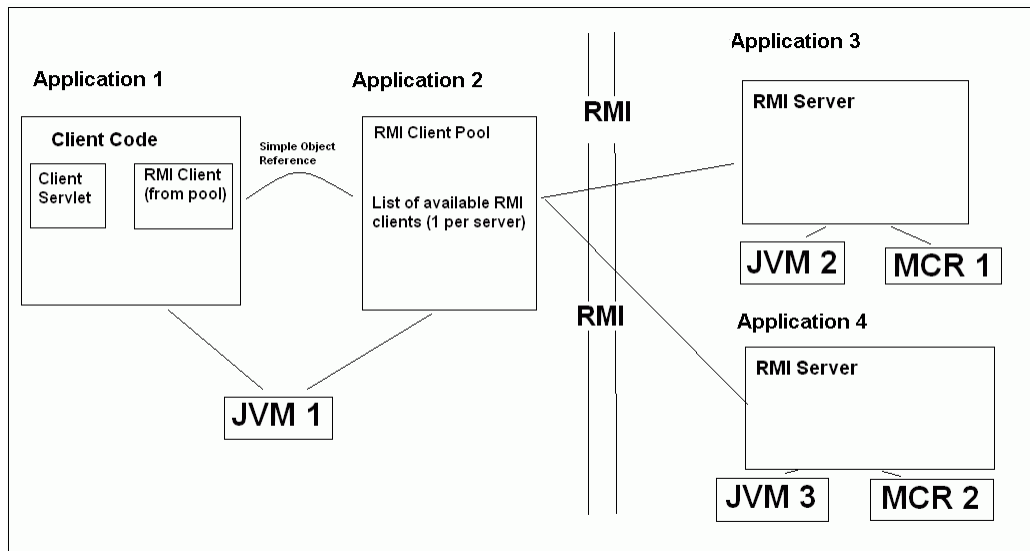 Application 1
Client Code
Client
Servlet
RMI Client
(from pool)
Simple Object
Reference
Application 2
RMI Client Pool
List of available RMI
clients (1 per server)
JVM 1
RMI
RMI
Application 3
RMI Server
JVM 2
MCR 1
Application 4
RMI Server
JVM 3
MCR 2